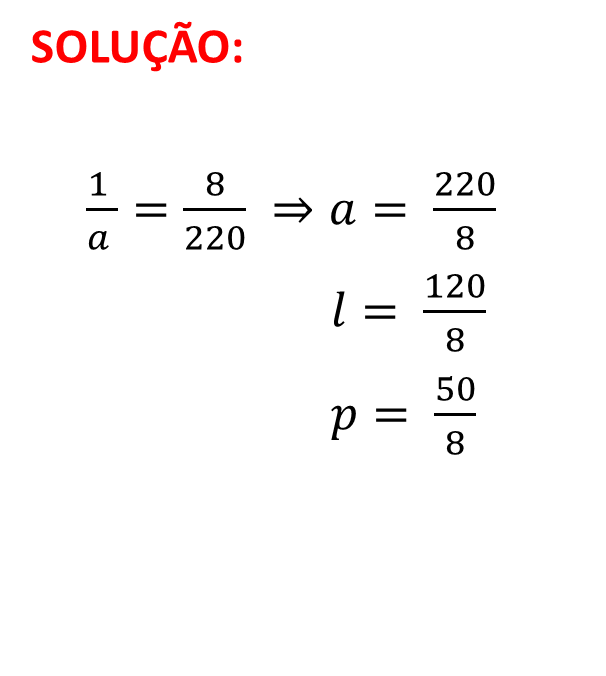 SOLUÇÃO:
1/a = 8/220 ⇒ a = 220/8
l = 120/8
p = 50/8